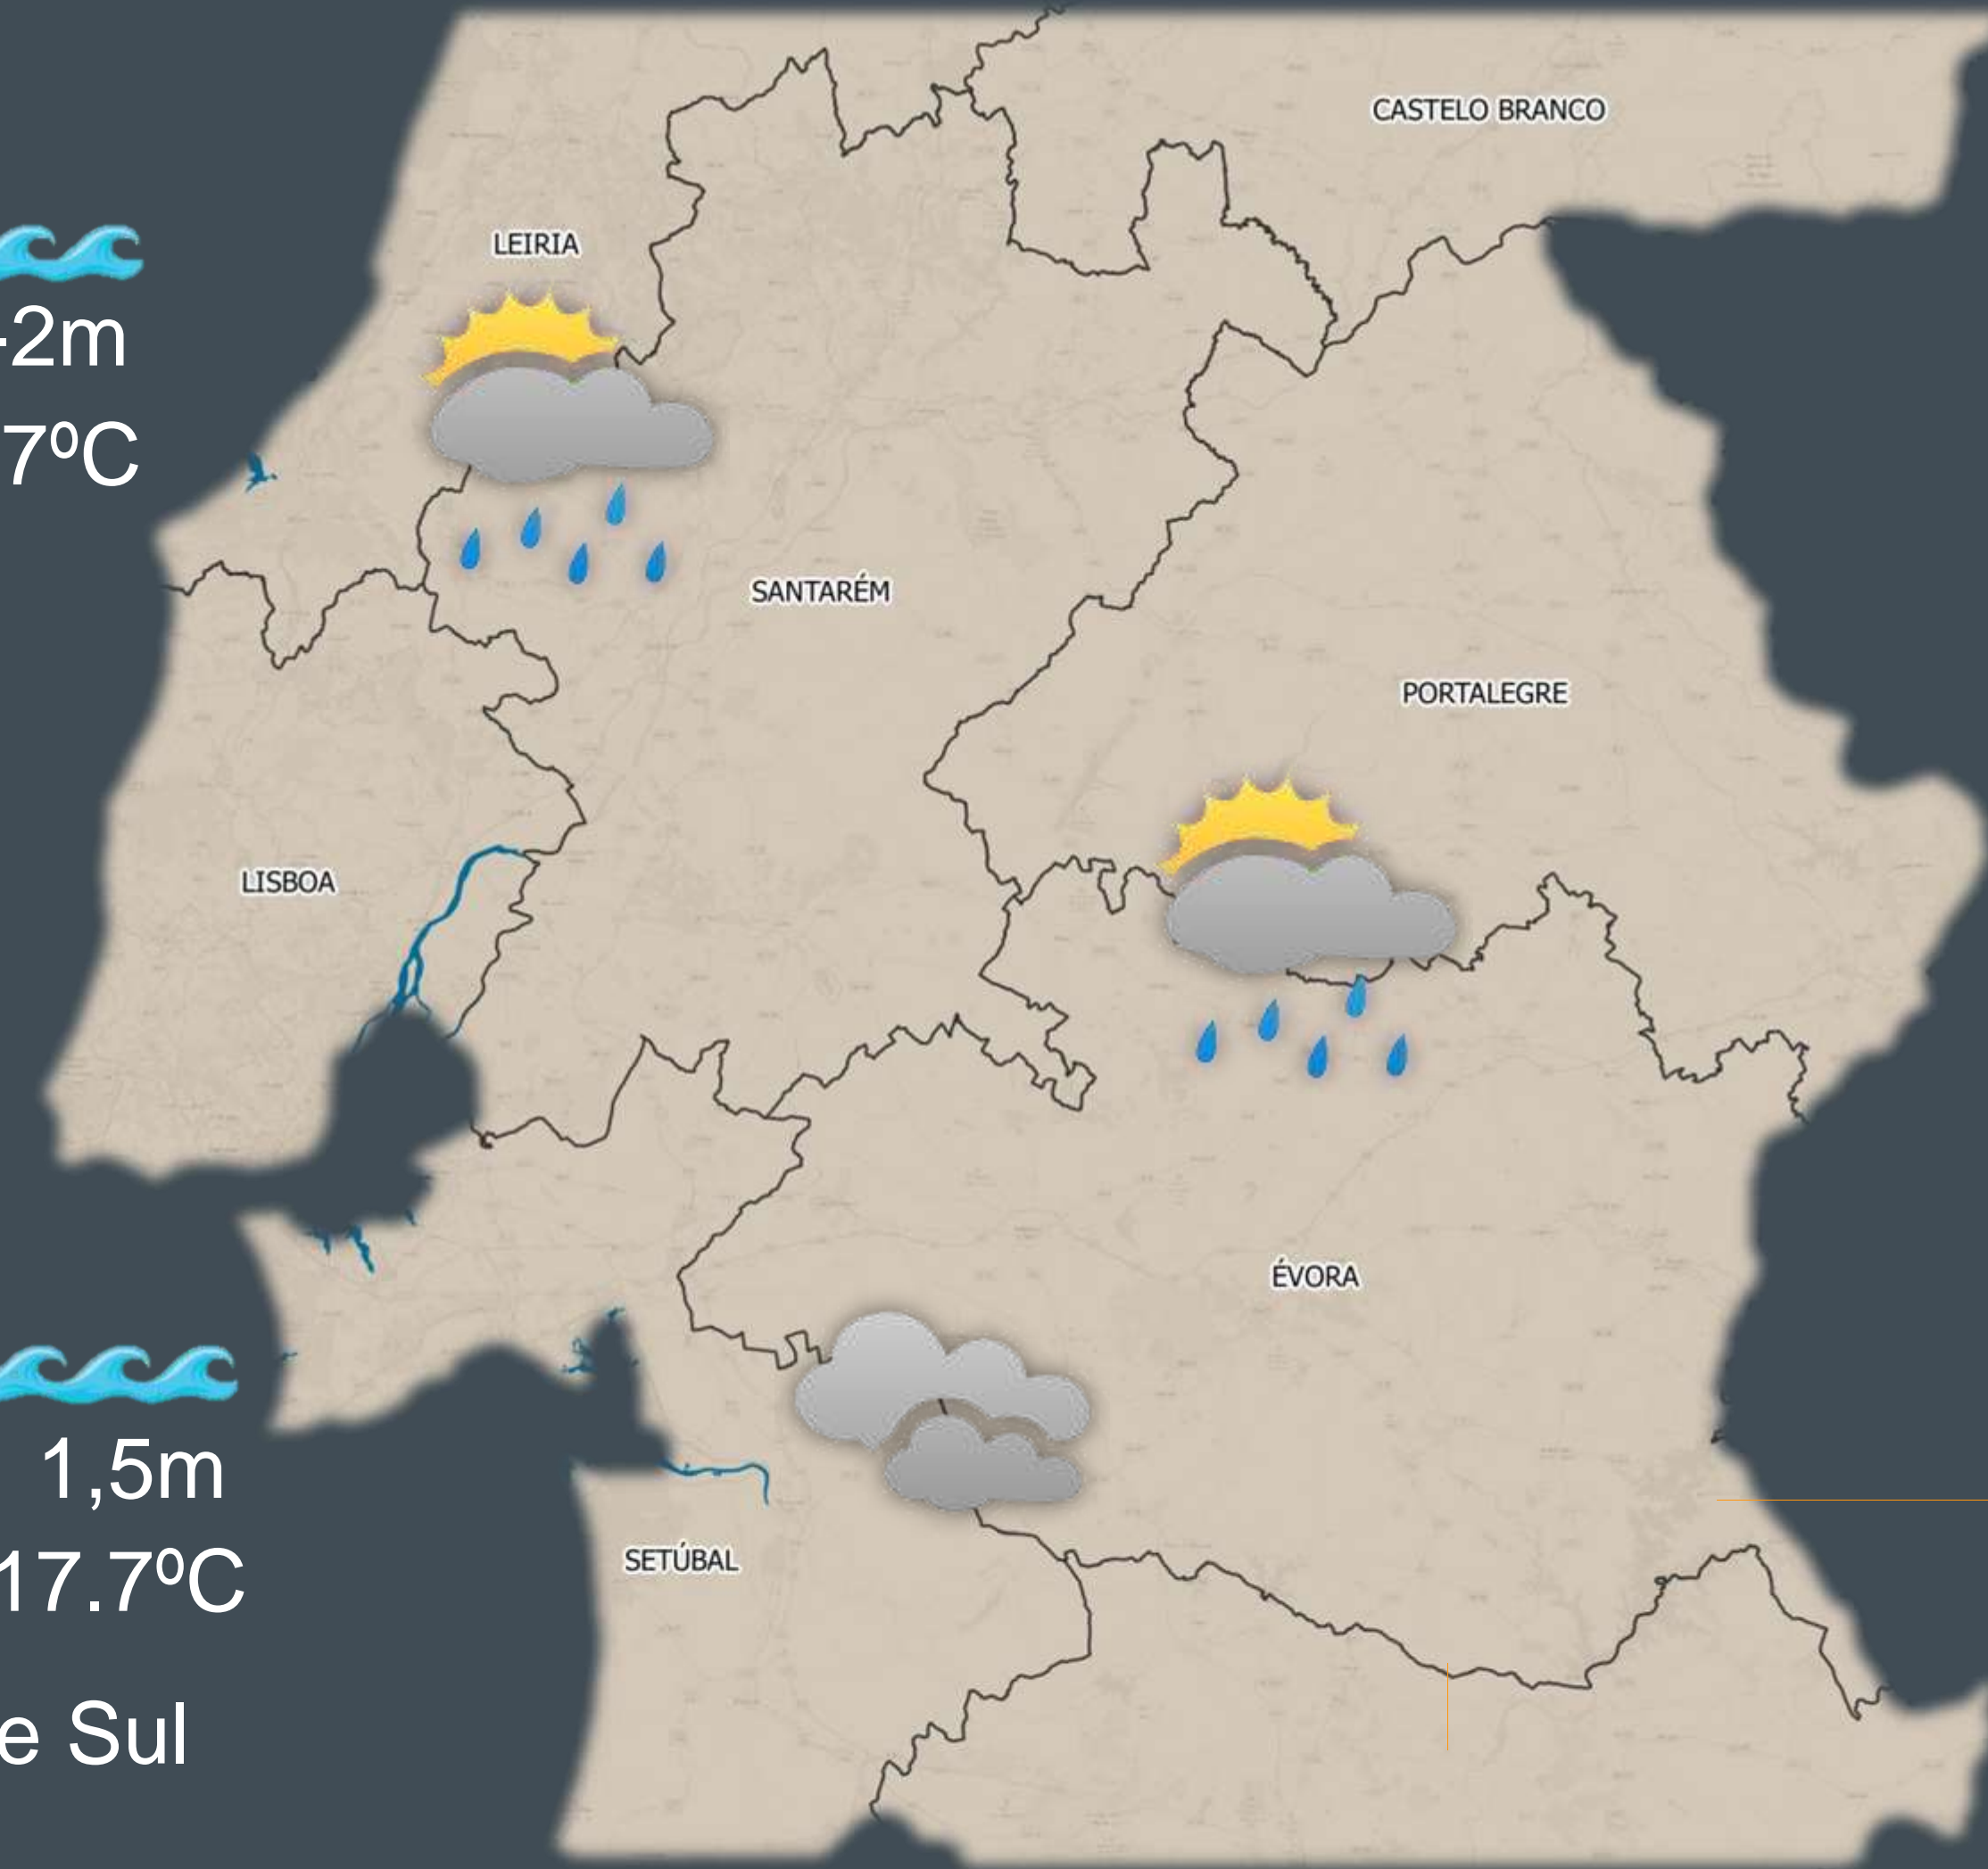 CASTELO BRANCO
LEIRIA
-2m
7ºC
SANTARÉM
PORTALEGRE
LISBOA
ÉVORA
1,5m
17.7ºC
SETÚBAL
e Sul